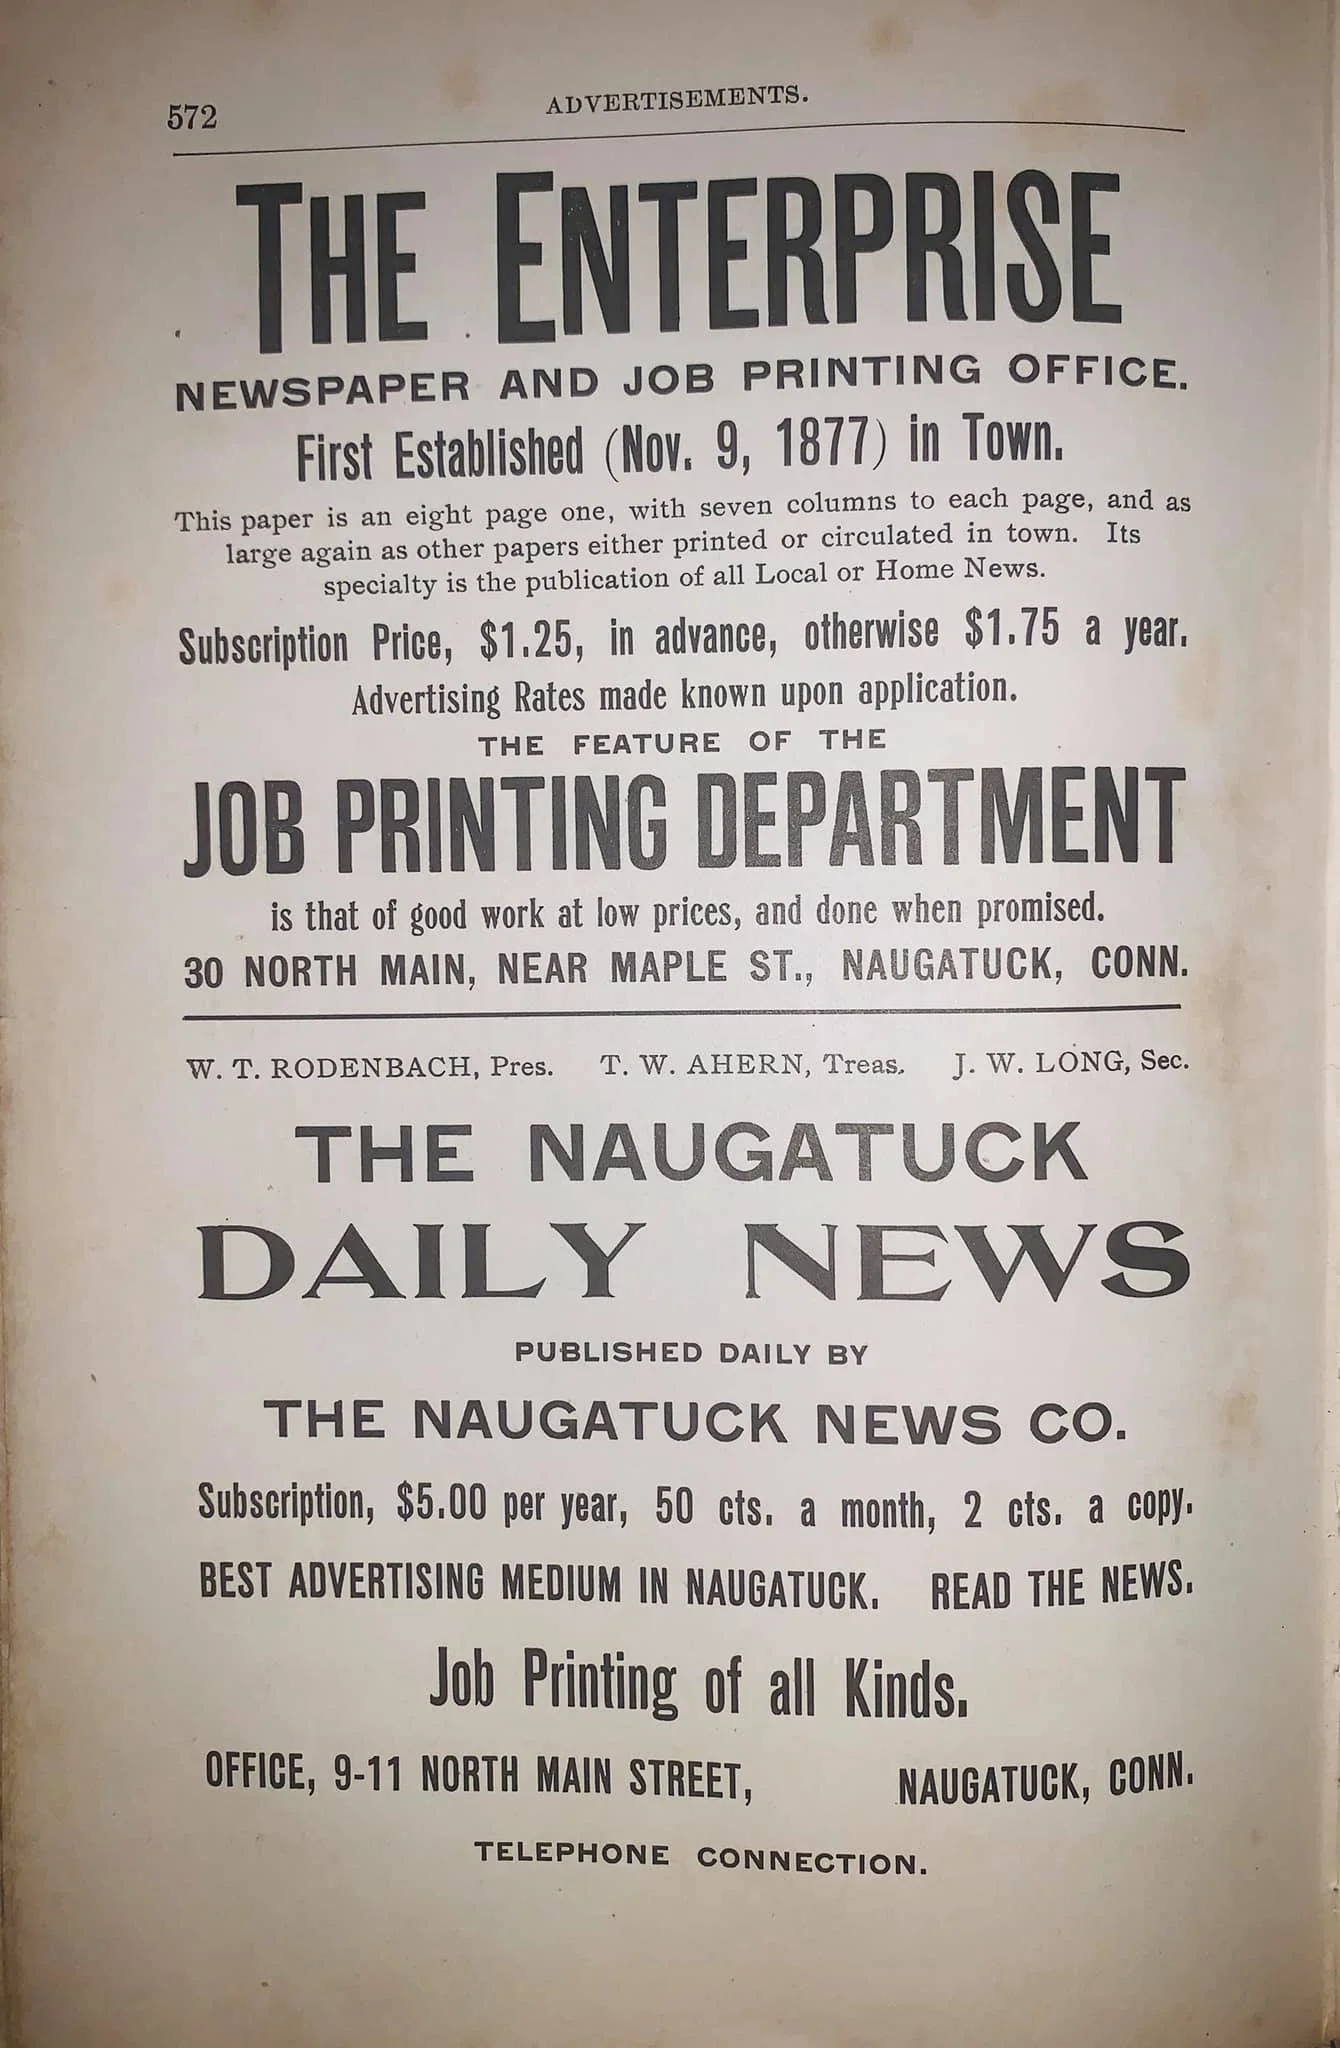 572
ADVERTISEMENTS.
THE ENTERPRISE
NEWSPAPER AND JOB PRINTING OFFICE.
First Established (Nov. 9, 1877) in Town.
This paper is an eight page one, with seven columns to each page, and as
large again as other papers either printed or circulated in town. Its
specialty is the publication of all Local or Home News.
Subscription Price, $1.25, in advance, otherwise $1.75 a year.
Advertising Rates made known upon application.
THE FEATURE OF THE
JOB PRINTING DEPARTMENT
is that of good work at low prices, and done when promised.
30 NORTH MAIN, NEAR MAPLE ST., NAUGATUCK, CONN.
W. T. RODENBACH, Pres. T. W. AHERN, Treas. J. W. LONG, Sec.
THE NAUGATUCK
DAILY NEWS
PUBLISHED DAILY BY
THE NAUGATUCK NEWS CO.
Subscription, $5.00 per year, 50 cts. a month, 2 cts. a copy.
BEST ADVERTISING MEDIUM IN NAUGATUCK. READ THE NEWS.
Job Printing of all Kinds.
OFFICE, 9-11 NORTH MAIN STREET, NAUGATUCK, CONN.
TELEPHONE CONNECTION.